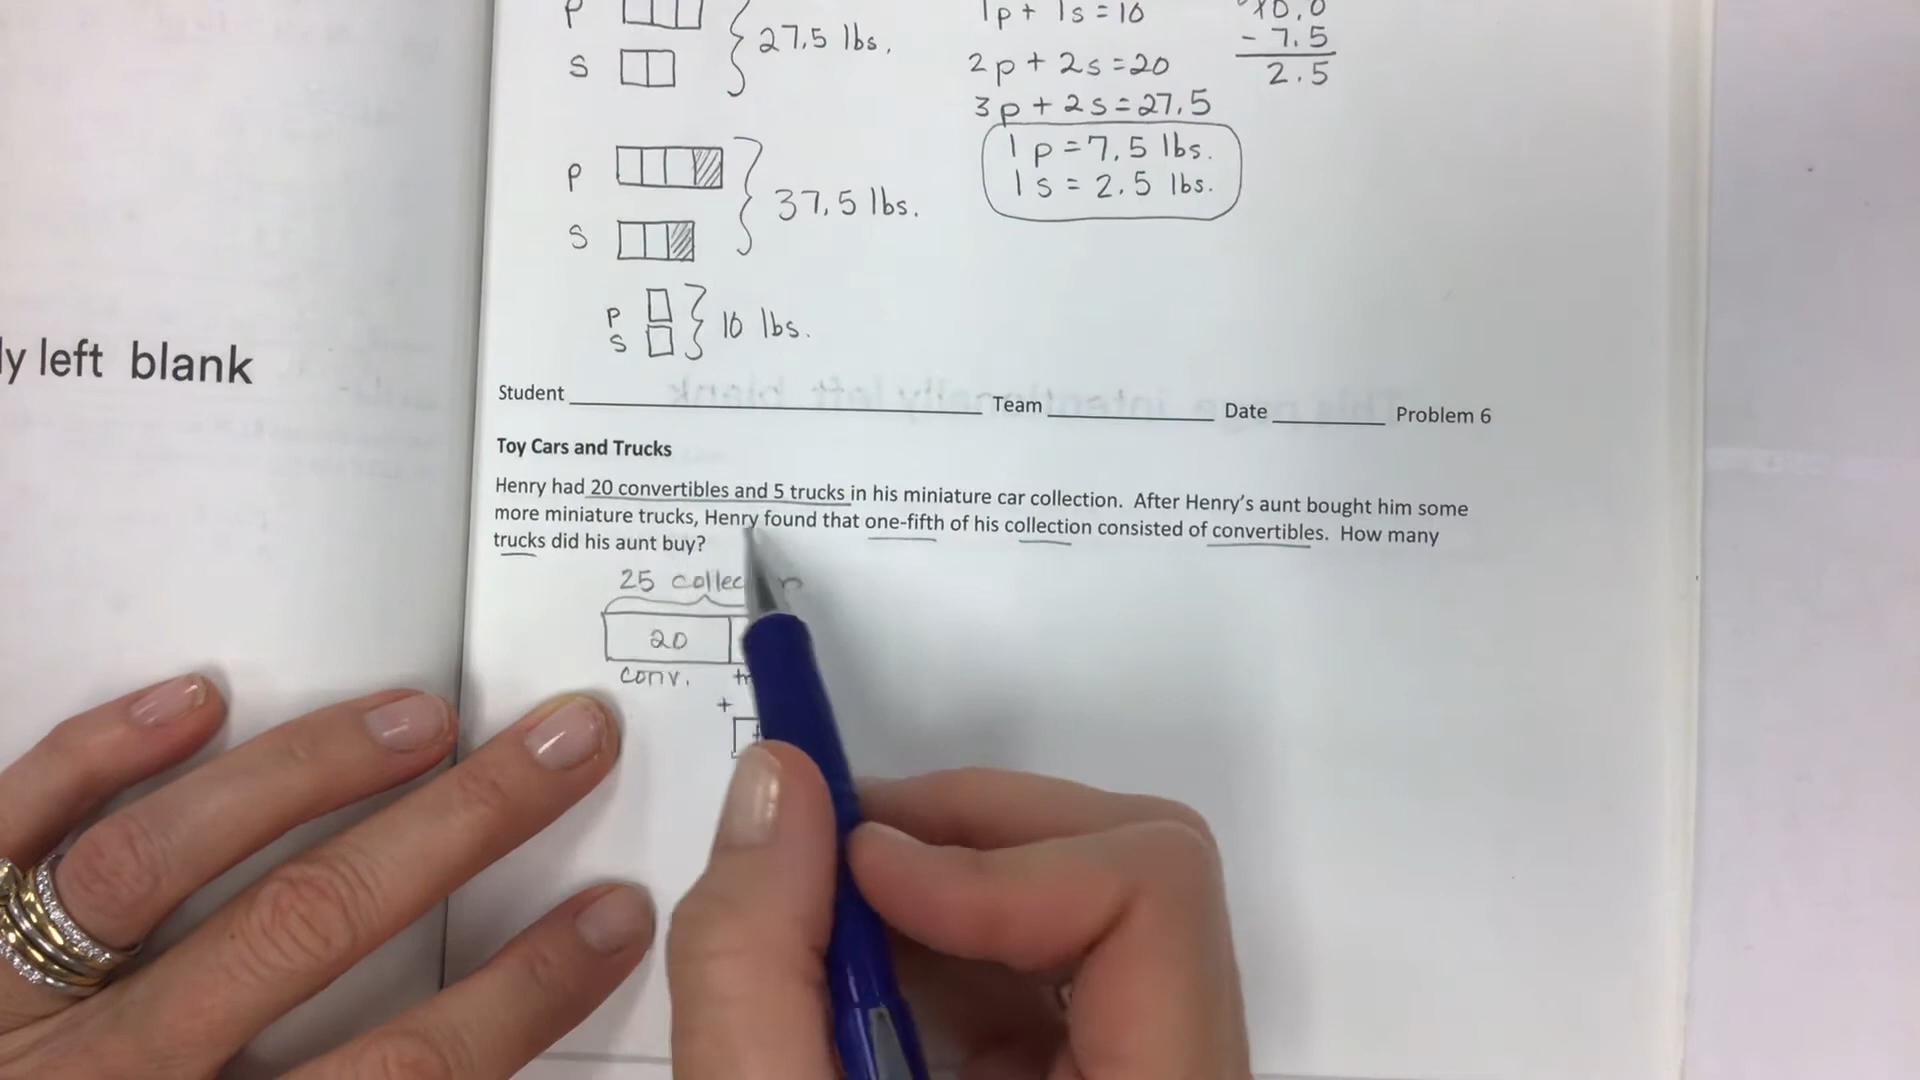 P
27.5 lbs.
S
1p + 1s = 10
2p + 2s = 20
3p + 2s = 27.5
1 p = 7.5 lbs.
1 s = 2.5 lbs.
10.0
- 7.5
2.5
P
37.5 lbs.
S
P
S
10 lbs.
ly left blank
Student Team Date Problem 6
Toy Cars and Trucks
Henry had 20 convertibles and 5 trucks in his miniature car collection. After Henry's aunt bought him some
more miniature trucks, Henry found that one-fifth of his collection consisted of convertibles. How many
trucks did his aunt buy?
25
20
conv.
+